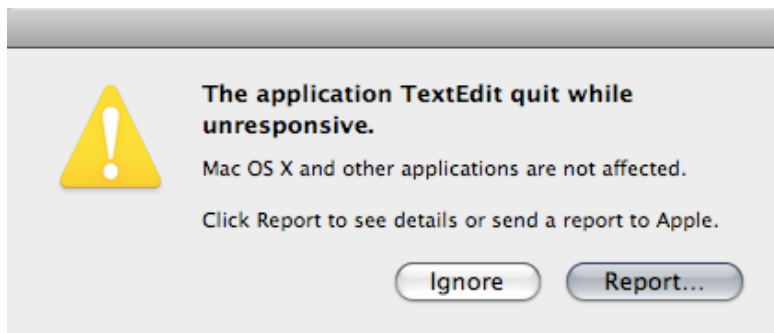 The application TextEdit quit while
unresponsive.
Mac OS X and other applications are not affected.
Click Report to see details or send a report to Apple.
Ignore
Report...